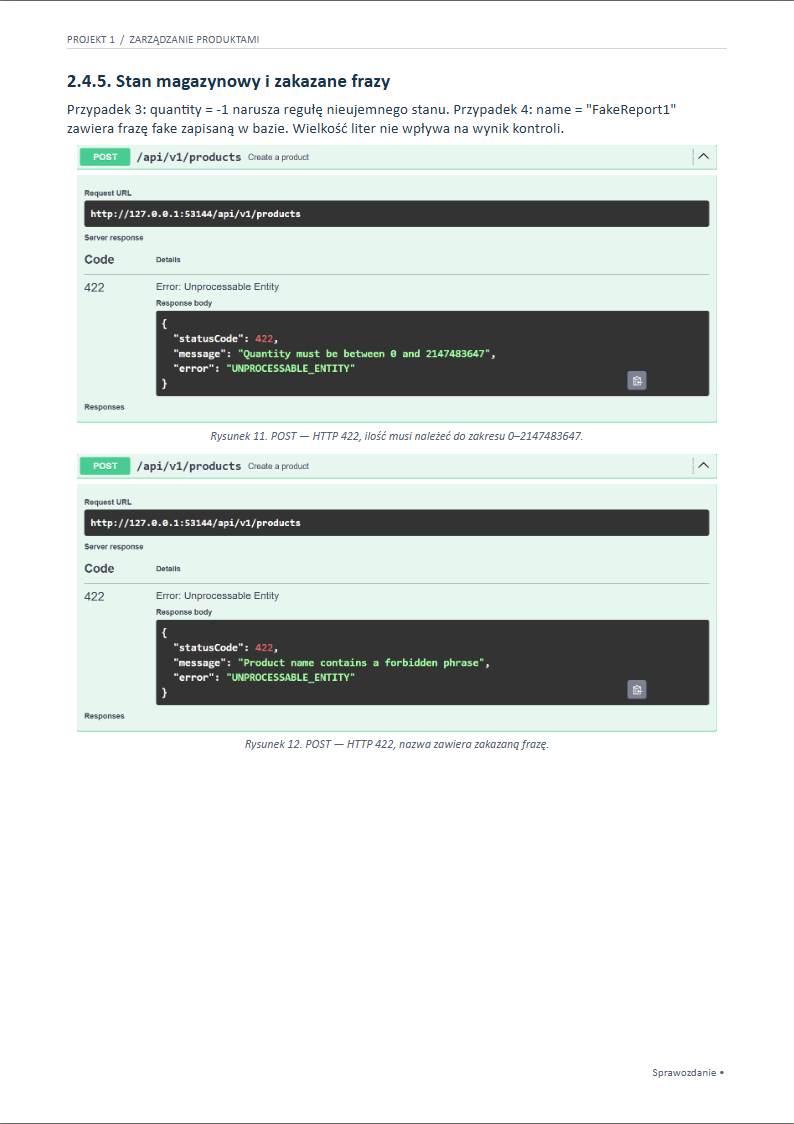 PROJEKT 1 / ZARZĄDZANIE PRODUKTAMI
2.4.5. Stan magazynowy i zakazane frazy
Przypadek 3: quantity = -1 narusza regułę nieujemnego stanu. Przypadek 4: name = "FakeReport1"
zawiera frazę fake zapisaną w bazie. Wielkość liter nie wpływa na wynik kontroli.
POST /api/v1/products Create a product
Request URL
http://127.0.0.1:53144/api/v1/products
Server response
Code Details
422 Error: Unprocessable Entity
Response body
{
"statusCode": 422,
"message": "Quantity must be between 0 and 2147483647",
"error": "UNPROCESSABLE_ENTITY"
}
Responses
Rysunek 11. POST — HTTP 422, ilość musi należeć do zakresu 0–2147483647.
POST /api/v1/products Create a product
Request URL
http://127.0.0.1:53144/api/v1/products
Server response
Code Details
422 Error: Unprocessable Entity
Response body
{
"statusCode": 422,
"message": "Product name contains a forbidden phrase",
"error": "UNPROCESSABLE_ENTITY"
}
Responses
Rysunek 12. POST — HTTP 422, nazwa zawiera zakazaną frazę.
Sprawozdanie •